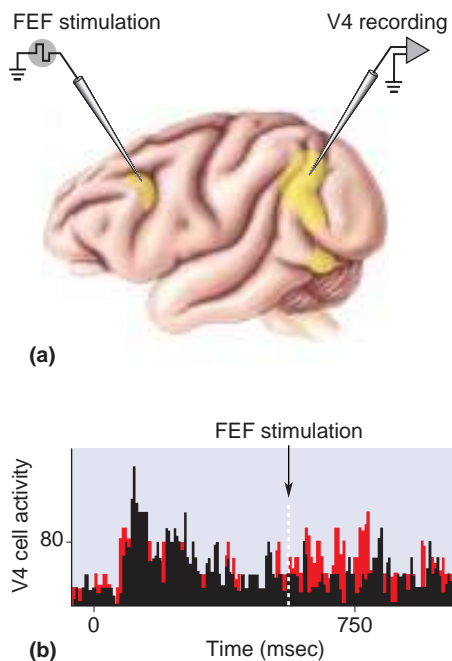 FEF stimulation V4 recording
(a)
FEF stimulation
V4 cell activity
80
0 750
Time (msec)
(b)